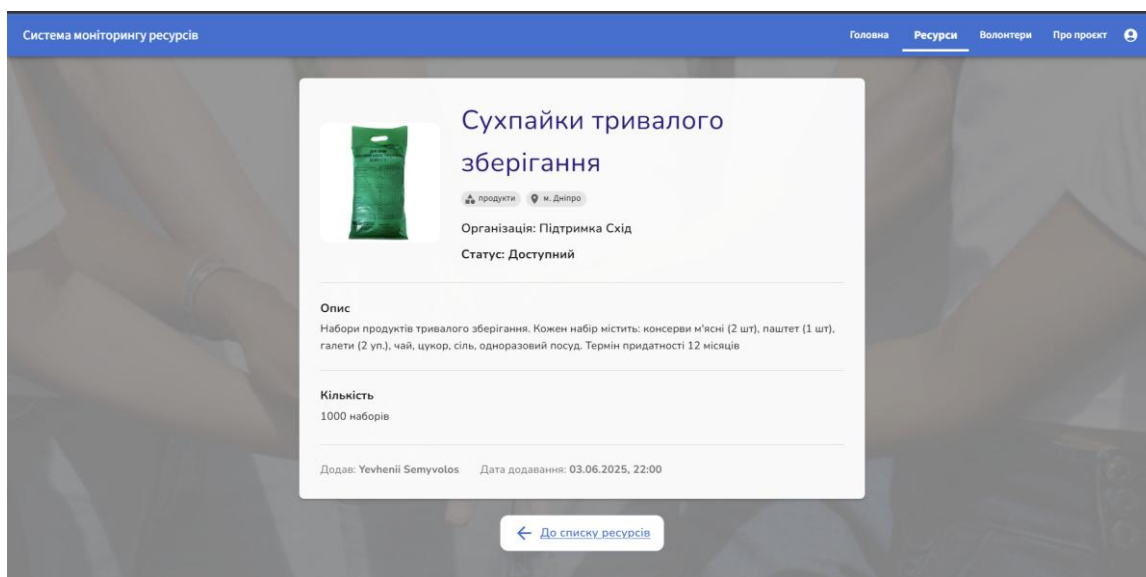 Система моніторингу ресурсів
Головна
Ресурси
Волонтери
Про проєкт
Сухпайки тривалого
зберігання
продукти
м. Дніпро
Організація: Підтримка Схід
Статус: Доступний
Опис
Набори продуктів тривалого зберігання. Кожен набір містить: консерви м'ясні (2 шт), паштет (1 шт),
галети (2 уп.), чай, цукор, сіль, одноразовий посуд. Термін придатності 12 місяців
Кількість
1000 наборів
Додав: Yevhenii Semyvolos
Дата додавання: 03.06.2025, 22:00
До списку ресурсів